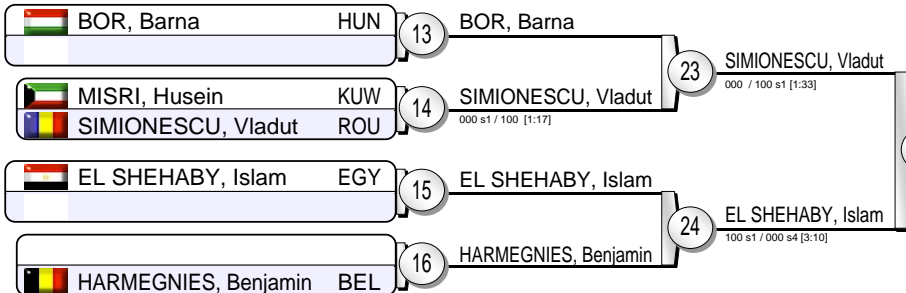 BOR, Barna HUN
13
BOR, Barna
MISRI, Husein KUW
SIMIONESCU, Vladut ROU
14
SIMIONESCU, Vladut
000 s1 / 100 [1:17]
23
SIMIONESCU, Vladut
000 / 100 s1 [1:33]
EL SHEHABY, Islam EGY
15
EL SHEHABY, Islam
HARMEGNIES, Benjamin BEL
16
HARMEGNIES, Benjamin
24
EL SHEHABY, Islam
100 s1 / 000 s4 [3:10]